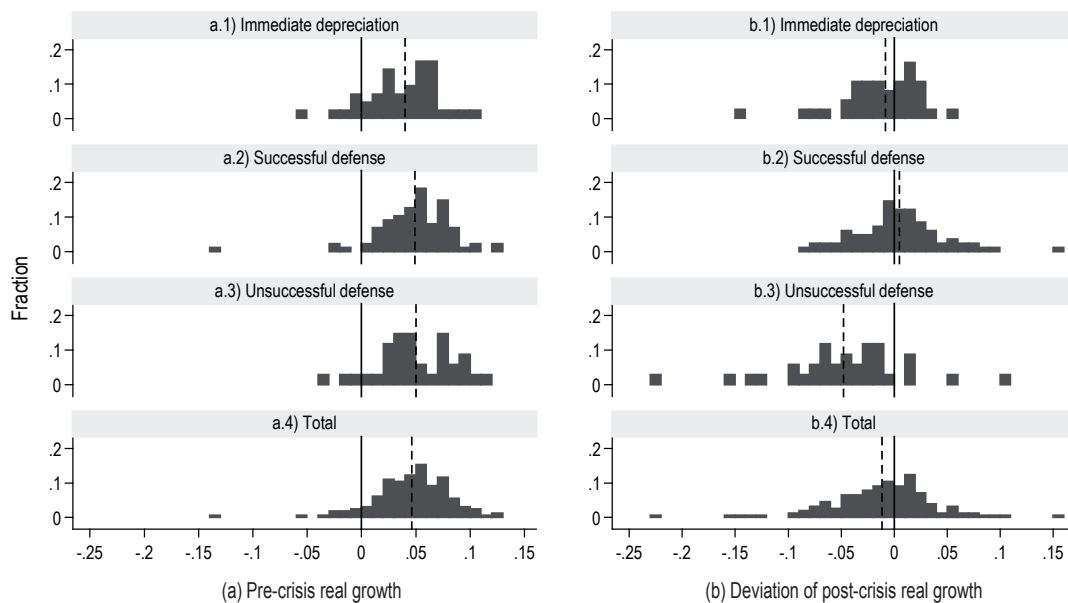 a.1) Immediate depreciation
b.1) Immediate depreciation
.2
.1
0
.2
.1
0
a.2) Successful defense
b.2) Successful defense
.2
.1
0
.2
.1
0
Fraction
a.3) Unsuccessful defense
b.3) Unsuccessful defense
.2
.1
0
.2
.1
0
a.4) Total
b.4) Total
.2
.1
0
.2
.1
0
-.25 -.2 -.15 -.1 -.05 0 .05 .1 .15
-.25 -.2 -.15 -.1 -.05 0 .05 .1 .15
(a) Pre-crisis real growth
(b) Deviation of post-crisis real growth